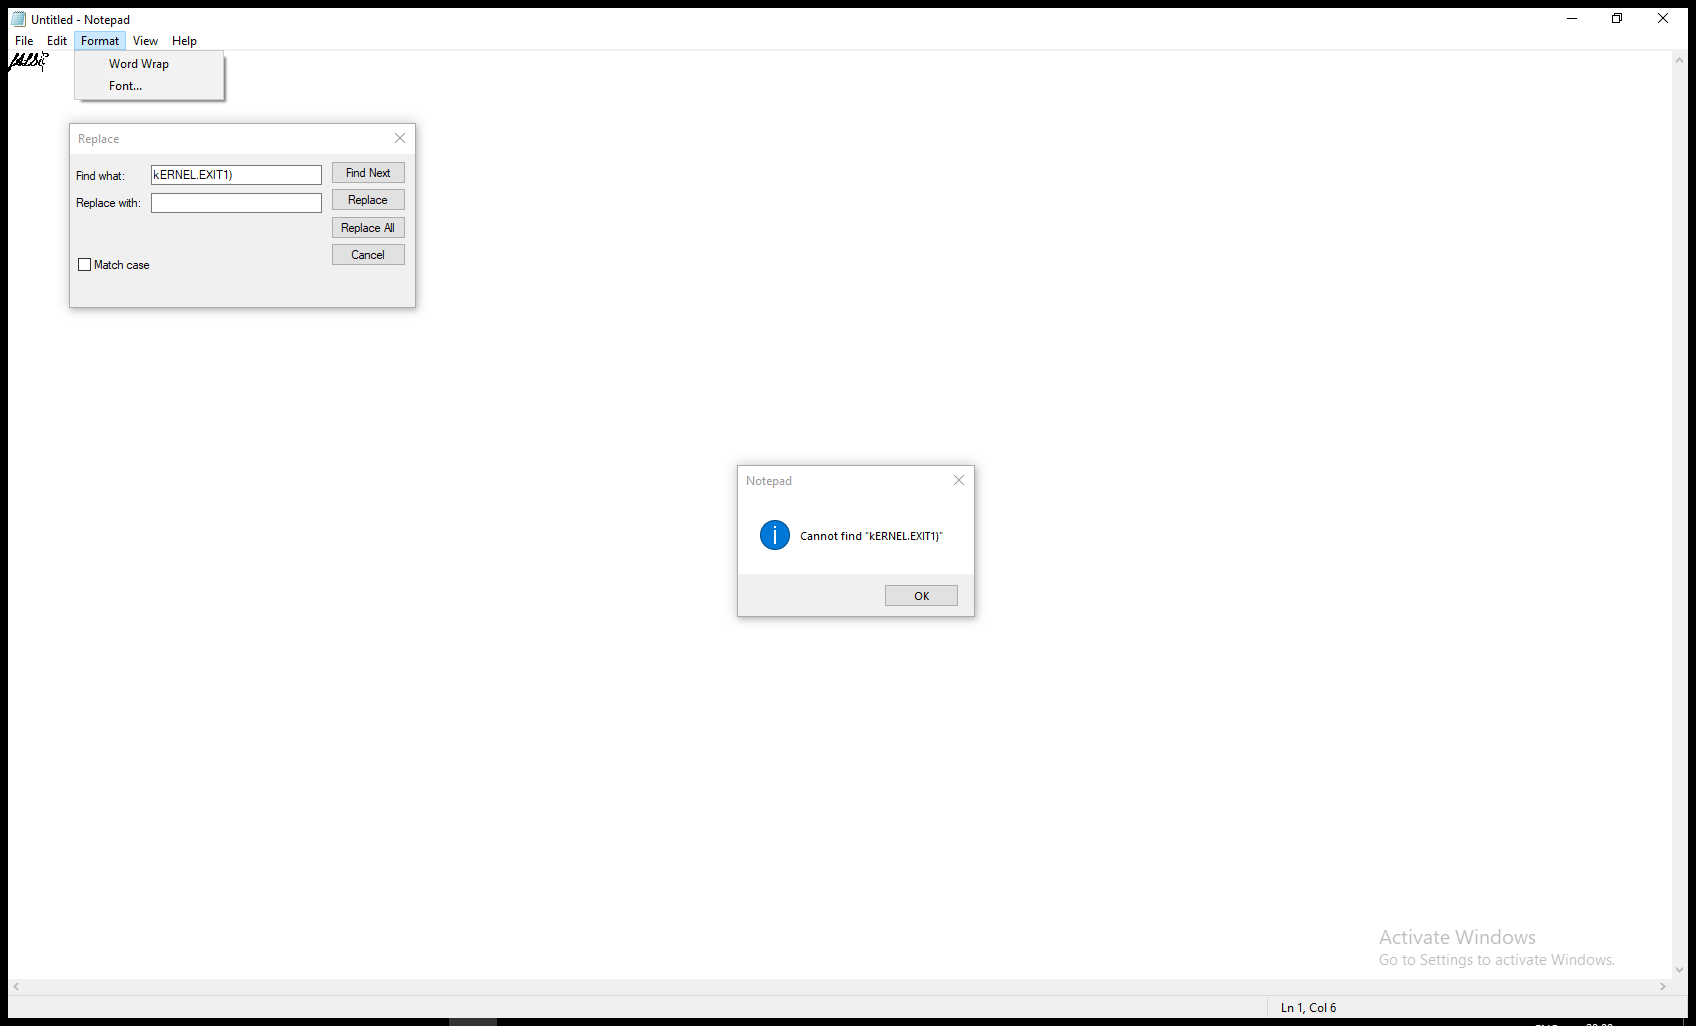 Untitled - Notepad
File Edit Format View Help
Word Wrap
Font...
Replace
Find what: kERNEL.EXIT1) Find Next
Replace with: Replace
Replace All
Cancel
Match case
Notepad
Cannot find "kERNEL.EXIT1)"
OK
Activate Windows
Go to Settings to activate Windows.
Ln 1, Col 6